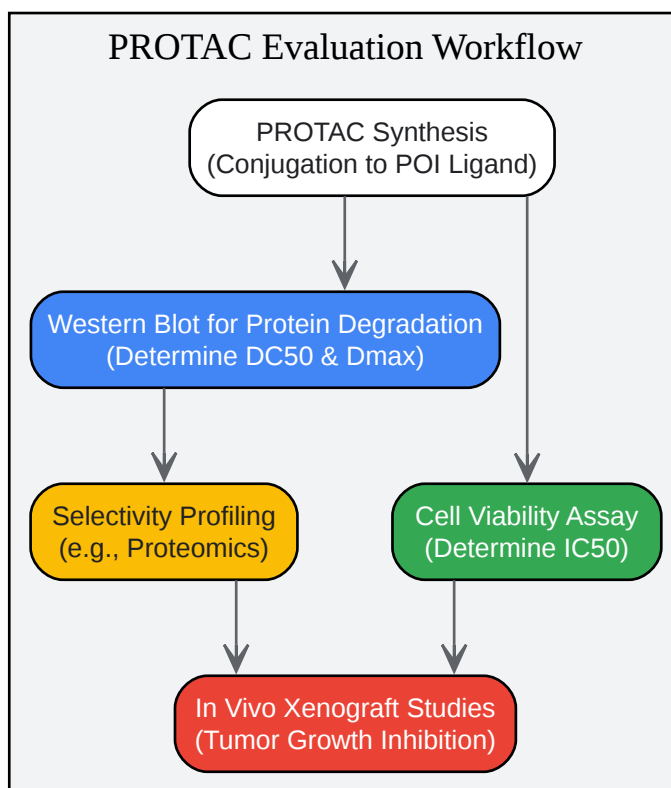 PROTAC Evaluation Workflow
PROTAC Synthesis
(Conjugation to POI Ligand)
Western Blot for Protein Degradation
(Determine DC50 & Dmax)
Selectivity Profiling
(e.g., Proteomics)
Cell Viability Assay
(Determine IC50)
In Vivo Xenograft Studies
(Tumor Growth Inhibition)